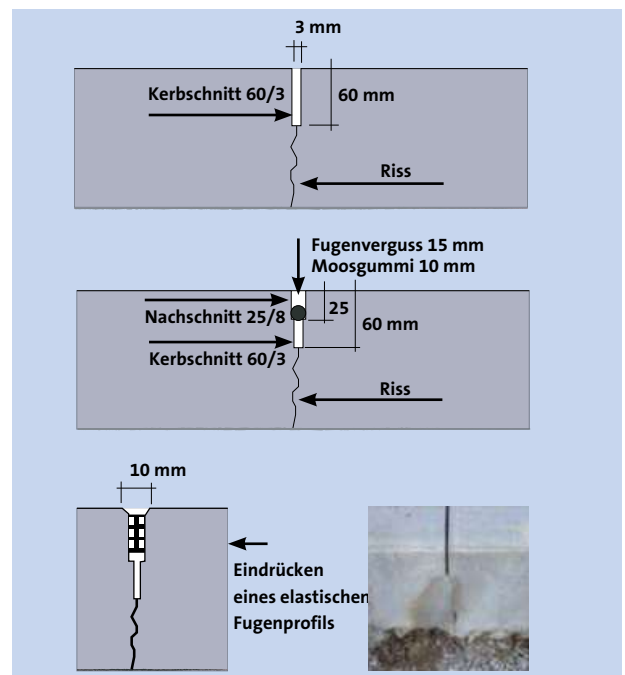 3 mm
Kerbschnitt 60/3
60 mm
Riss
Fugenverguss 15 mm
Moosgummi 10 mm
Nachschnitt 25/8
25
60 mm
Kerbschnitt 60/3
Riss
10 mm
Eindrücken
eines elastischen
Fugenprofils